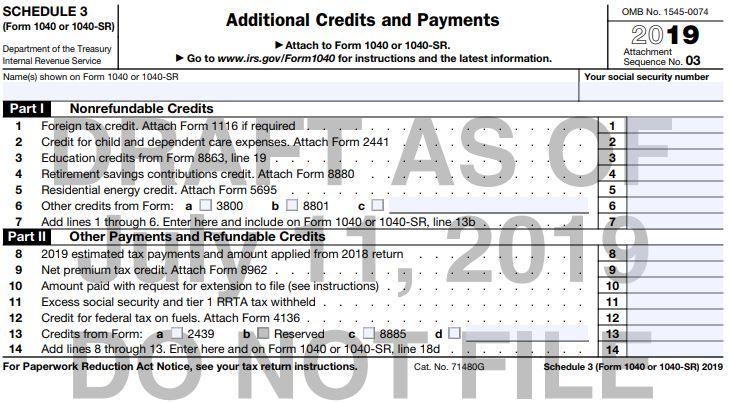 SCHEDULE 3
(Form 1040 or 1040-SR)
Department of the Treasury
Internal Revenue Service
Additional Credits and Payments
▶ Attach to Form 1040 or 1040-SR.
▶ Go to www.irs.gov/Form1040 for instructions and the latest information.
OMB No. 1545-0074
2019
Attachment
Sequence No. 03
Name(s) shown on Form 1040 or 1040-SR
Your social security number
DRAFT AS OF
July 11, 2019
DO NOT FILE
Part I Nonrefundable Credits
1 Foreign tax credit. Attach Form 1116 if required . . . . . . . . . . . . . . . . . 1
2 Credit for child and dependent care expenses. Attach Form 2441 . . . . . . . . . . . . 2
3 Education credits from Form 8863, line 19 . . . . . . . . . . . . . . . . . . . 3
4 Retirement savings contributions credit. Attach Form 8880 . . . . . . . . . . . . . . 4
5 Residential energy credit. Attach Form 5695 . . . . . . . . . . . . . . . . . . 5
6 Other credits from Form: a 3800 b 8801 c 6
7 Add lines 1 through 6. Enter here and include on Form 1040 or 1040-SR, line 13b . . . . . . . 7
Part II Other Payments and Refundable Credits
8 2019 estimated tax payments and amount applied from 2018 return . . . . . . . . . . . 8
9 Net premium tax credit. Attach Form 8962 . . . . . . . . . . . . . . . . . . . 9
10 Amount paid with request for extension to file (see instructions) . . . . . . . . . . . . . 10
11 Excess social security and tier 1 RRTA tax withheld . . . . . . . . . . . . . . . . 11
12 Credit for federal tax on fuels. Attach Form 4136 . . . . . . . . . . . . . . . . . 12
13 Credits from Form: a 2439 b Reserved c 8885 d 13
14 Add lines 8 through 13. Enter here and on Form 1040 or 1040-SR, line 18d . . . . . . . . . 14
For Paperwork Reduction Act Notice, see your tax return instructions. Cat. No. 71480G Schedule 3 (Form 1040 or 1040-SR) 2019